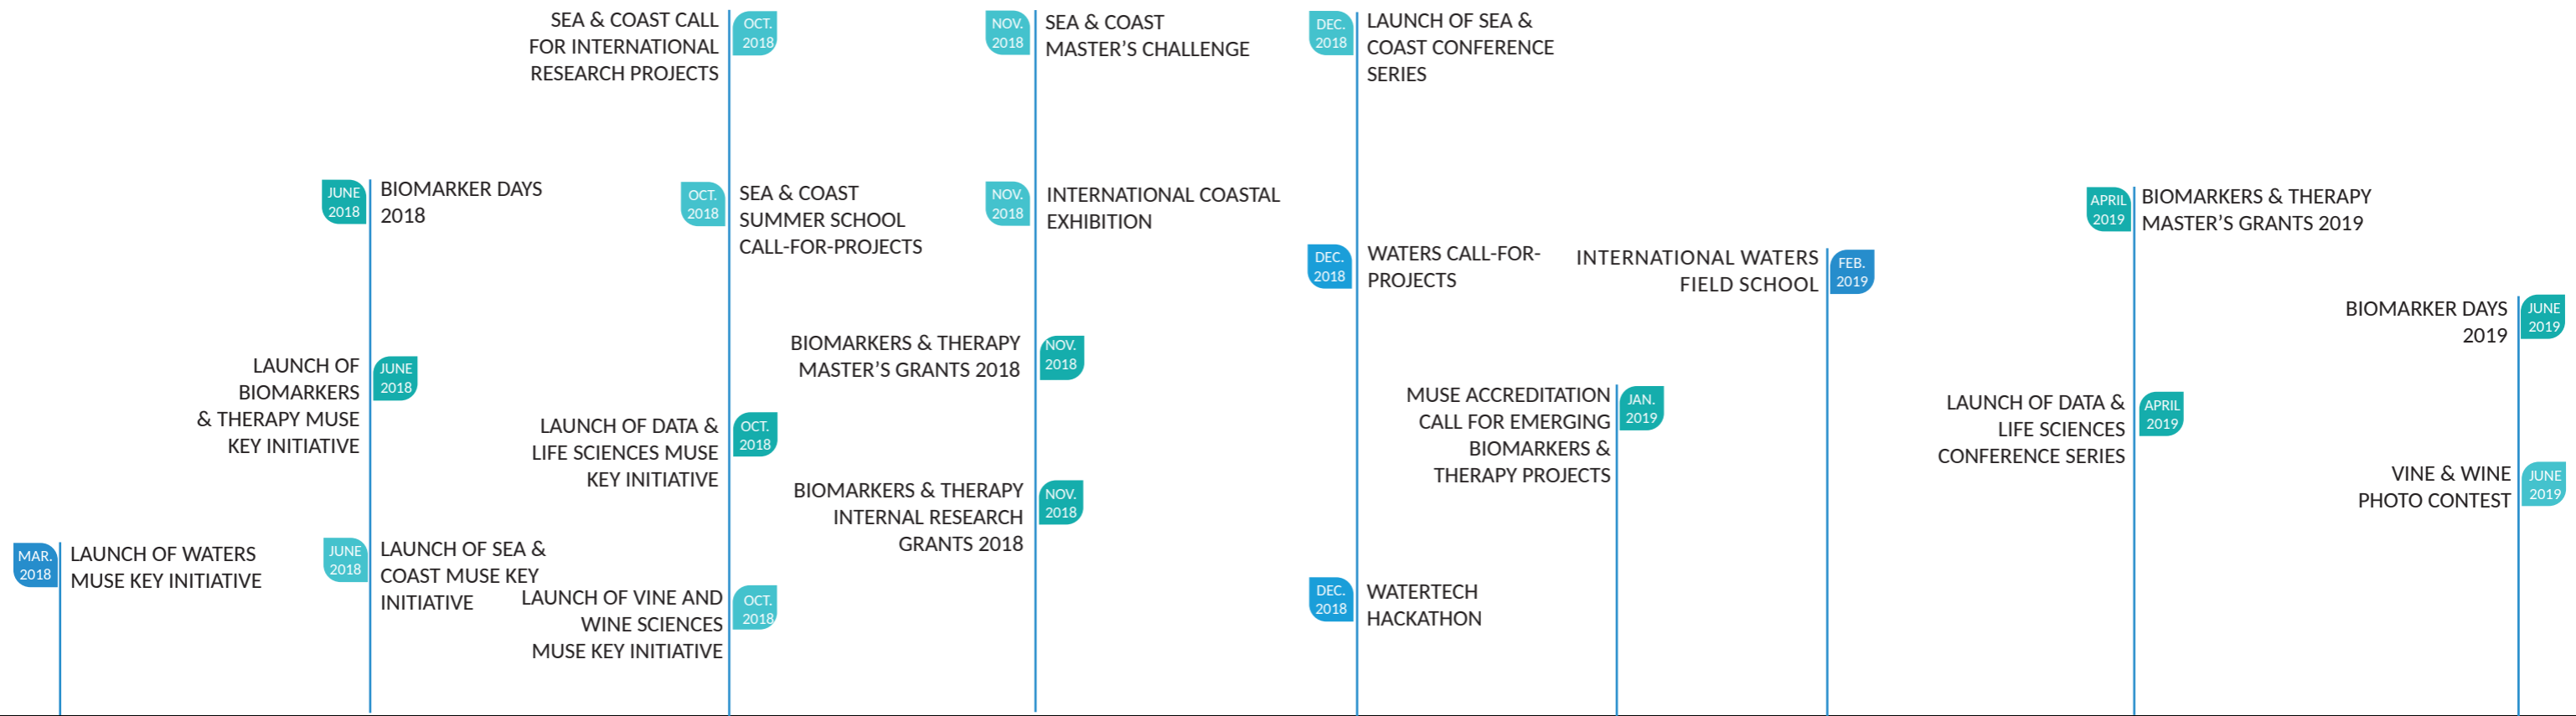 SEA & COAST CALL
FOR INTERNATIONAL
RESEARCH PROJECTS
OCT.
2018
NOV.
2018
SEA & COAST
MASTER'S CHALLENGE
DEC.
2018
LAUNCH OF SEA &
COAST CONFERENCE
SERIES
JUNE
2018
BIOMARKER DAYS
2018
OCT.
2018
SEA & COAST
SUMMER SCHOOL
CALL-FOR-PROJECTS
NOV.
2018
INTERNATIONAL COASTAL
EXHIBITION
APRIL
2019
BIOMARKERS & THERAPY
MASTER'S GRANTS 2019
DEC.
2018
WATERS CALL-FOR-
PROJECTS
INTERNATIONAL WATERS
FIELD SCHOOL
FEB.
2019
BIOMARKER DAYS
2019
JUNE
2019
LAUNCH OF
BIOMARKERS
& THERAPY MUSE
KEY INITIATIVE
JUNE
2018
BIOMARKERS & THERAPY
MASTER'S GRANTS 2018
NOV.
2018
MUSE ACCREDITATION
CALL FOR EMERGING
BIOMARKERS &
THERAPY PROJECTS
JAN.
2019
LAUNCH OF DATA &
LIFE SCIENCES
CONFERENCE SERIES
APRIL
2019
LAUNCH OF DATA &
LIFE SCIENCES MUSE
KEY INITIATIVE
OCT.
2018
VINE & WINE
PHOTO CONTEST
JUNE
2019
BIOMARKERS & THERAPY
INTERNAL RESEARCH
GRANTS 2018
NOV.
2018
MAR.
2018
LAUNCH OF WATERS
MUSE KEY INITIATIVE
JUNE
2018
LAUNCH OF SEA &
COAST MUSE KEY
INITIATIVE
LAUNCH OF VINE AND
WINE SCIENCES
MUSE KEY INITIATIVE
OCT.
2018
DEC.
2018
WATERTECH
HACKATHON